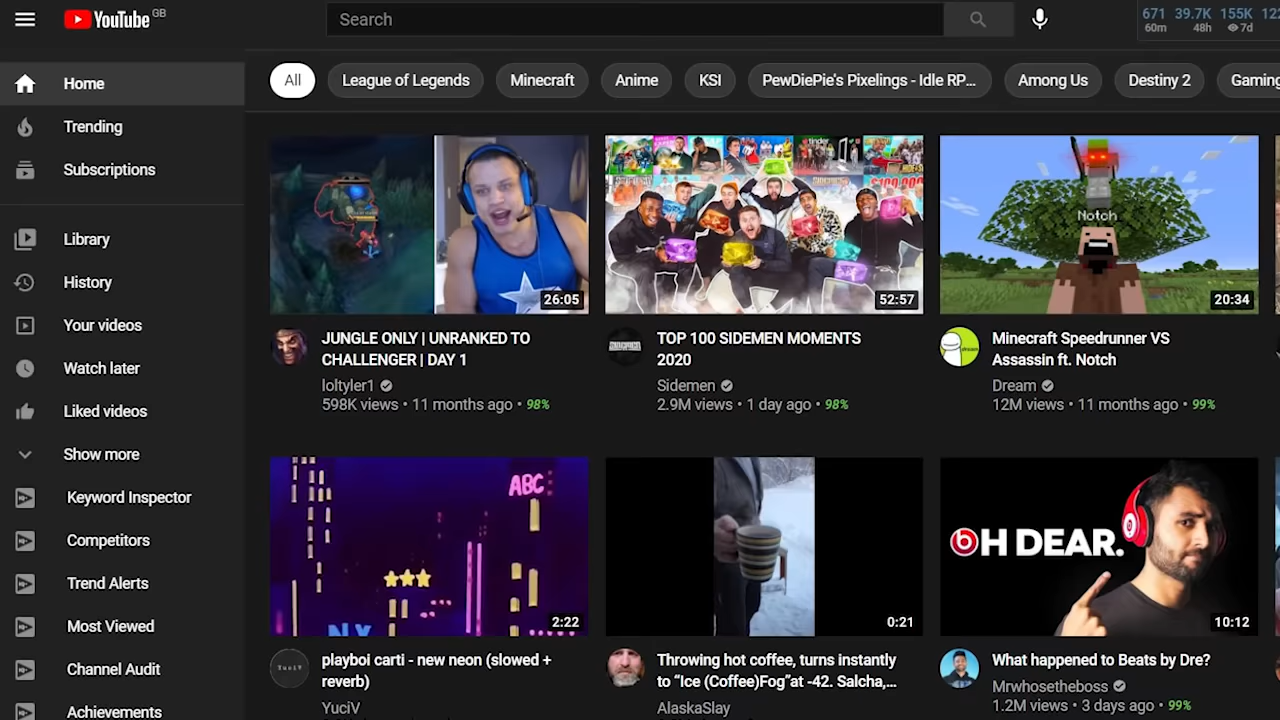 YouTube GB
Search
671 39.7K 155K 122
60m 48h 7d
Home
Trending
Subscriptions
Library
History
Your videos
Watch later
Liked videos
Show more
Keyword Inspector
Competitors
Trend Alerts
Most Viewed
Channel Audit
Achievements
All League of Legends Minecraft Anime KSI PewDiePie's Pixelings - Idle RP... Among Us Destiny 2 Gaming
26:05
JUNGLE ONLY | UNRANKED TO
CHALLENGER | DAY 1
loltyler1
598K views • 11 months ago • 98%
tinder
52:57
TOP 100 SIDEMEN MOMENTS
2020
Sidemen
2.9M views • 1 day ago • 98%
Notch
20:34
Minecraft Speedrunner VS
Assassin ft. Notch
Dream
12M views • 11 months ago • 99%
ABC
NY
2:22
YuciV
playboi carti - new neon (slowed +
reverb)
YuciV
0:21
Throwing hot coffee, turns instantly
to “Ice (Coffee)Fog”at -42. Salcha,...
AlaskaSlay
OH DEAR.
10:12
What happened to Beats by Dre?
Mrwhosetheboss
1.2M views • 3 days ago • 99%